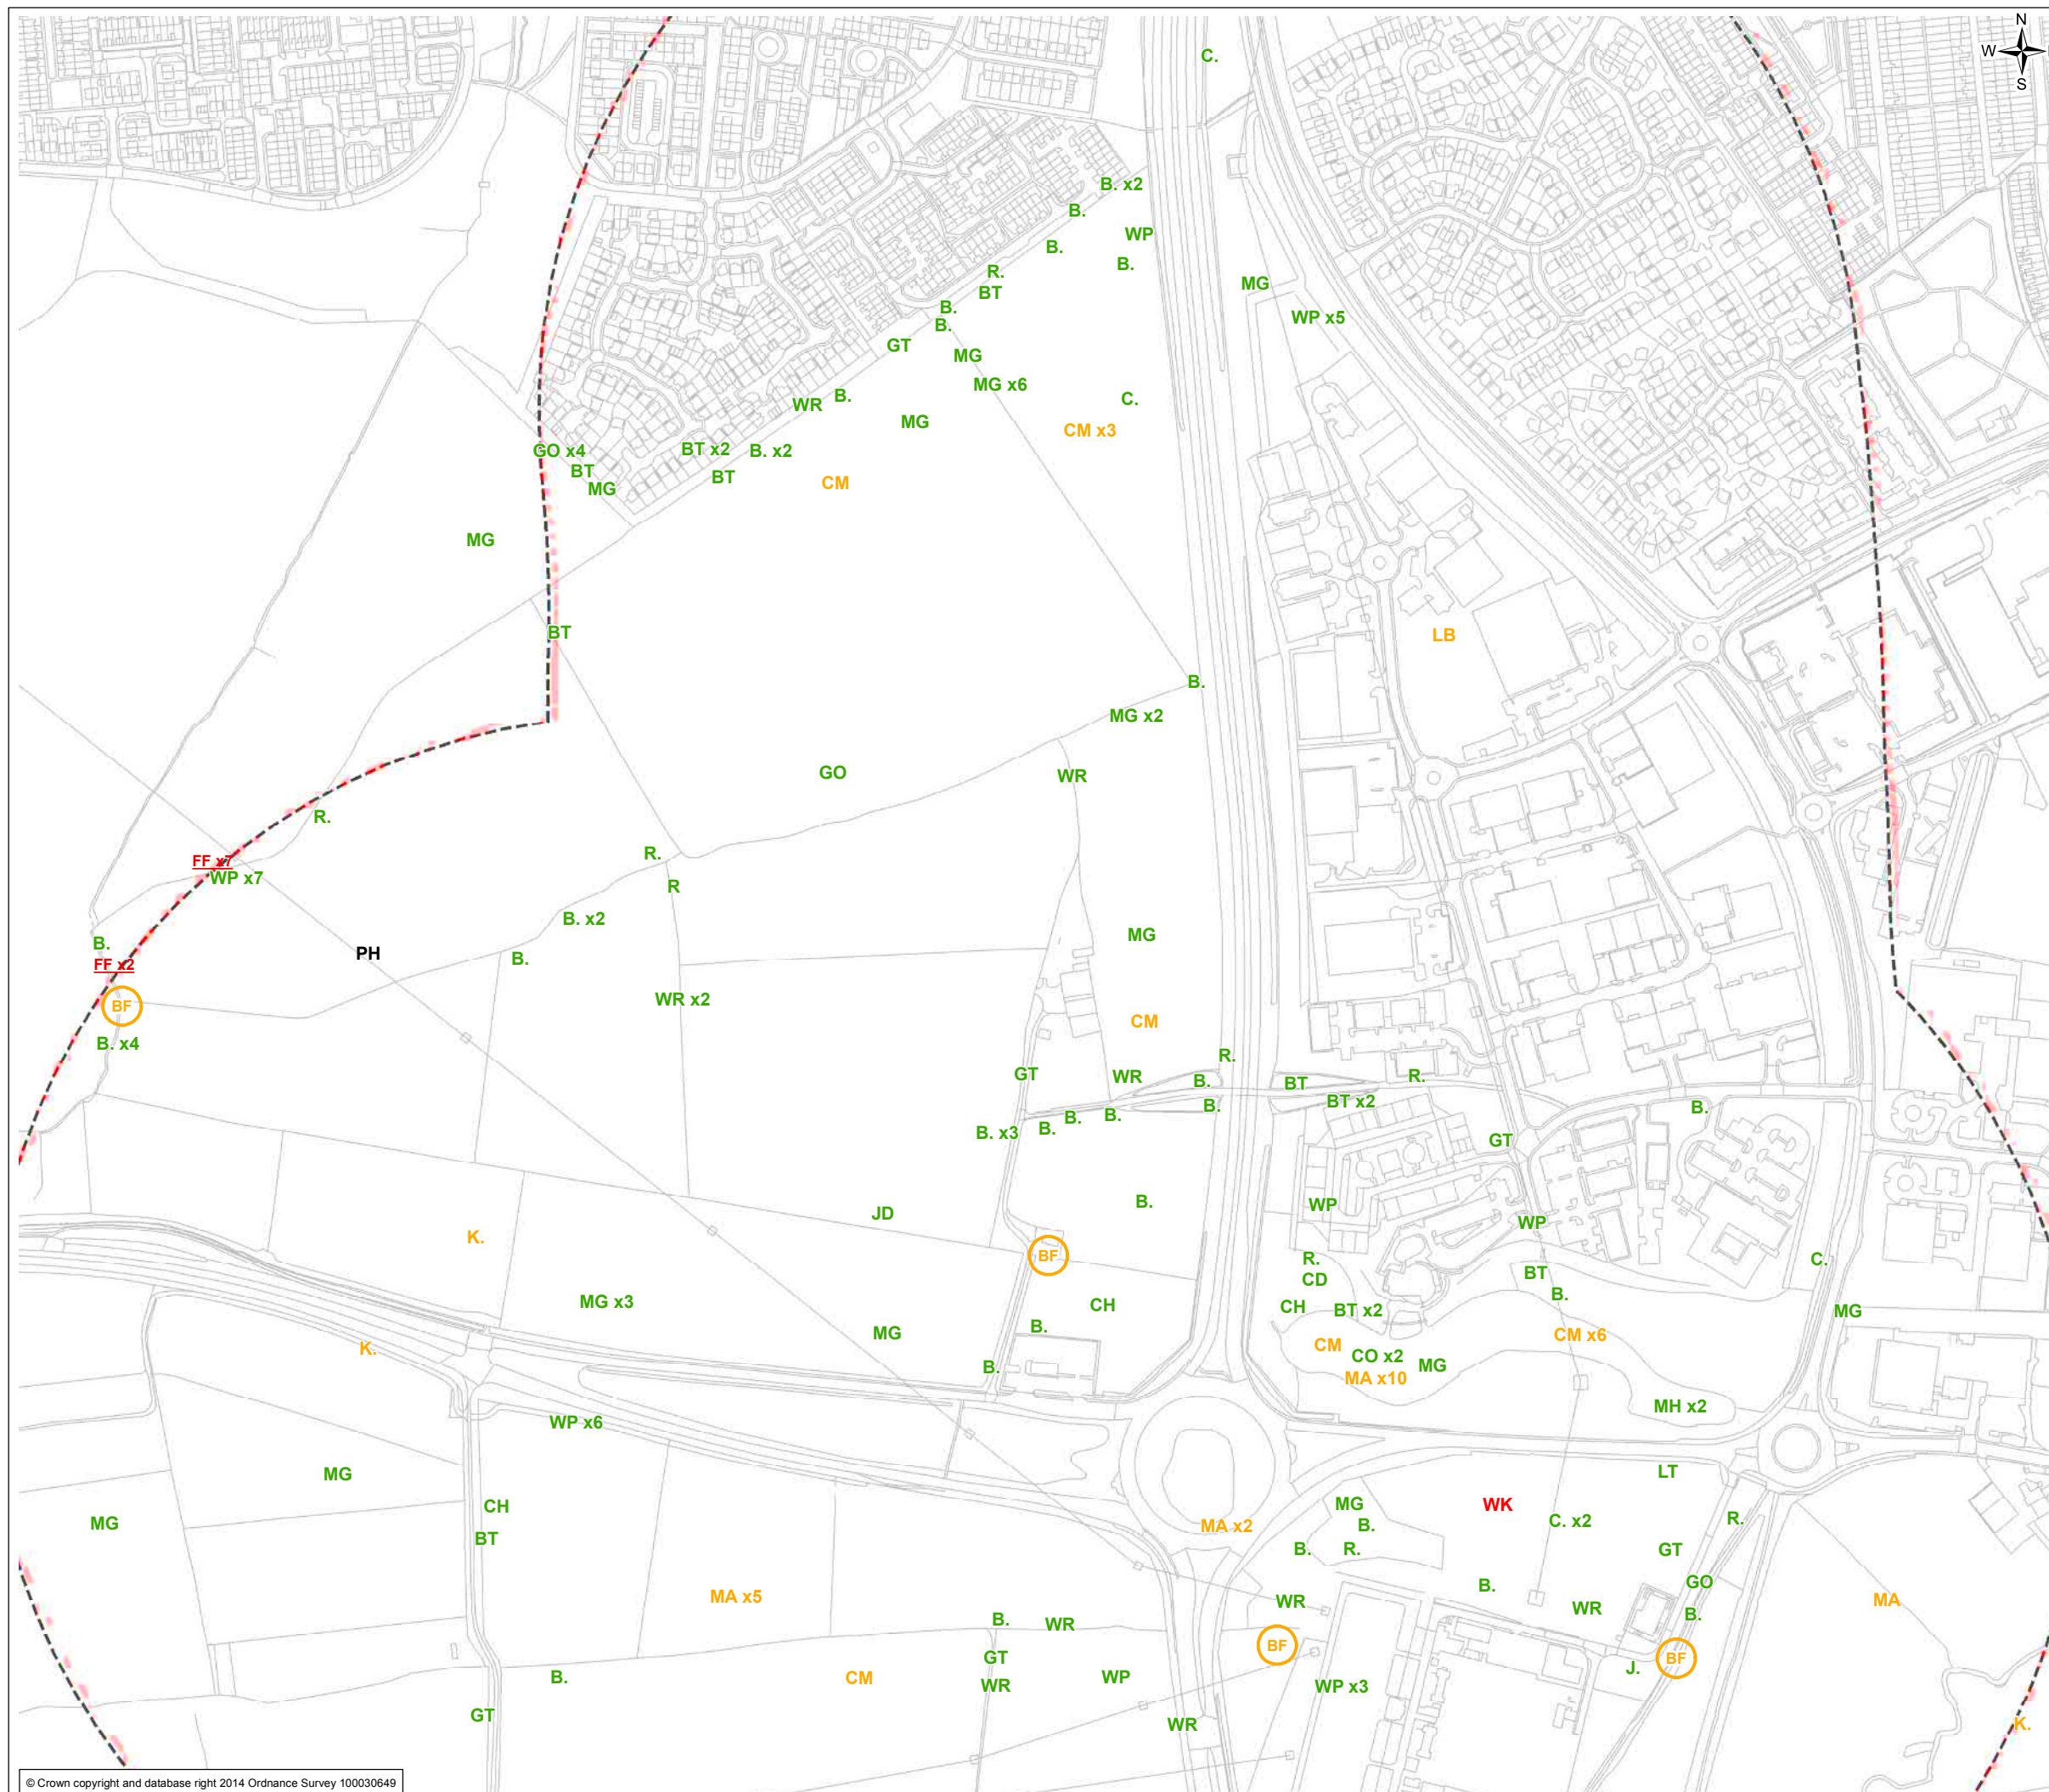 N
C.
W
S
B. x2
B.
WP
B.
B.
R.
MG
BT
B.
WP x5
B.
GT
MG
MG x6
B.
C.
WR
MG
CM x3
GO x4
BT x2
B. x2
BT
BT
CM
MG
MG
BT
LB
B.
MG x2
GO
WR
R.
R.
FF x7
WP x7
R
B. x2
MG
B.
PH
B.
FF x2
WR x2
BF
CM
B. x4
R.
GT
WR
B.
BT
R.
BT x2
B.
B.
B.
B.
B. x3
B.
GT
B.
WP
JD
WP
K.
BF
R.
C.
CD
BT
B.
MG x3
CH
CH
BT x2
MG
B.
MG
CM x6
K.
CM
CO x2
MG
B.
MA x10
MH x2
WP x6
LT
MG
CH
MG
WK
MG
MA x2
B.
C. x2
R.
BT
B.
R.
GT
GO
B.
MA x5
WR
MA
WR
B.
B.
WR
BF
GT
BF
J.
B.
CM
WP
WR
WP x3
GT
WR
K.
© Crown copyright and database right 2014 Ordnance Survey 100030649